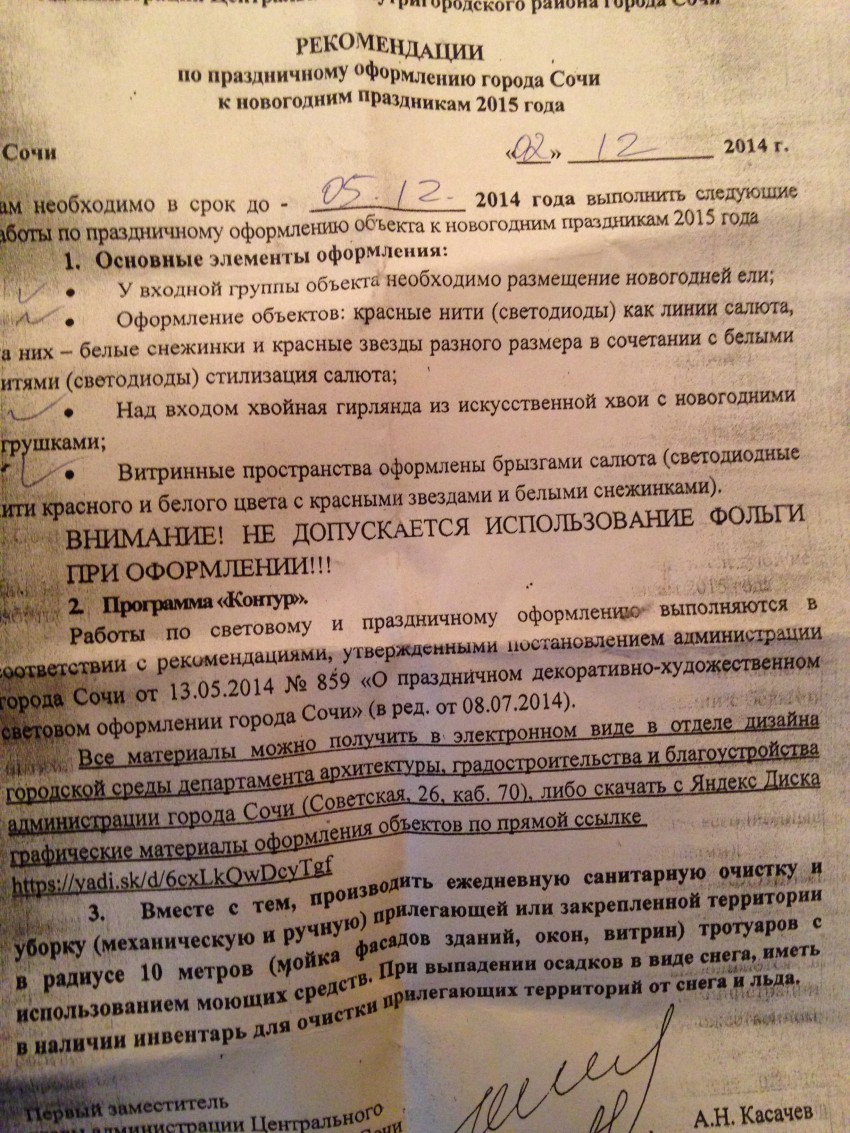 утригородского района города Сочи
РЕКОМЕНДАЦИИ
по праздничному оформлению города Сочи
к новогодним праздникам 2015 года
Сочи «02» 12 2014 г.
ам необходимо в срок до - 05.12. 2014 года выполнить следующие
аботы по праздничному оформлению объекта к новогодним праздникам 2015 года
1. Основные элементы оформления:
• У входной группы объекта необходимо размещение новогодней ели;
• Оформление объектов: красные нити (светодиоды) как линии салюта,
а них – белые снежинки и красные звезды разного размера в сочетании с белыми
итями (светодиоды) стилизация салюта;
• Над входом хвойная гирлянда из искусственной хвои с новогодними
грушками;
• Витринные пространства оформлены брызгами салюта (светодиодные
ити красного и белого цвета с красными звездами и белыми снежинками).
ВНИМАНИЕ! НЕ ДОПУСКАЕТСЯ ИСПОЛЬЗОВАНИЕ ФОЛЬГИ
ПРИ ОФОРМЛЕНИИ!!!
2. Программа «Контур».
Работы по световому и праздничному оформлению выполняются в
соответствии с рекомендациями, утвержденными постановлением администрации
города Сочи от 13.05.2014 № 859 «О праздничном декоративно-художественном
световом оформлении города Сочи» (в ред. от 08.07.2014).
Все материалы можно получить в электронном виде в отделе дизайна
городской среды департамента архитектуры, градостроительства и благоустройства
администрации города Сочи (Советская, 26, каб. 70), либо скачать с Яндекс Диска
графические материалы оформления объектов по прямой ссылке
https://yadi.sk/d/6cxLkQwDcyTgf
3. Вместе с тем, производить ежедневную санитарную очистку и
уборку (механическую и ручную) прилегающей или закрепленной территории
в радиусе 10 метров (мойка фасадов зданий, окон, витрин) тротуаров с
использованием моющих средств. При выпадении осадков в виде снега, иметь
в наличии инвентарь для очистки прилегающих территорий от снега и льда.
Первый заместитель
администрации Центрального
Сочи
А.Н. Касачев